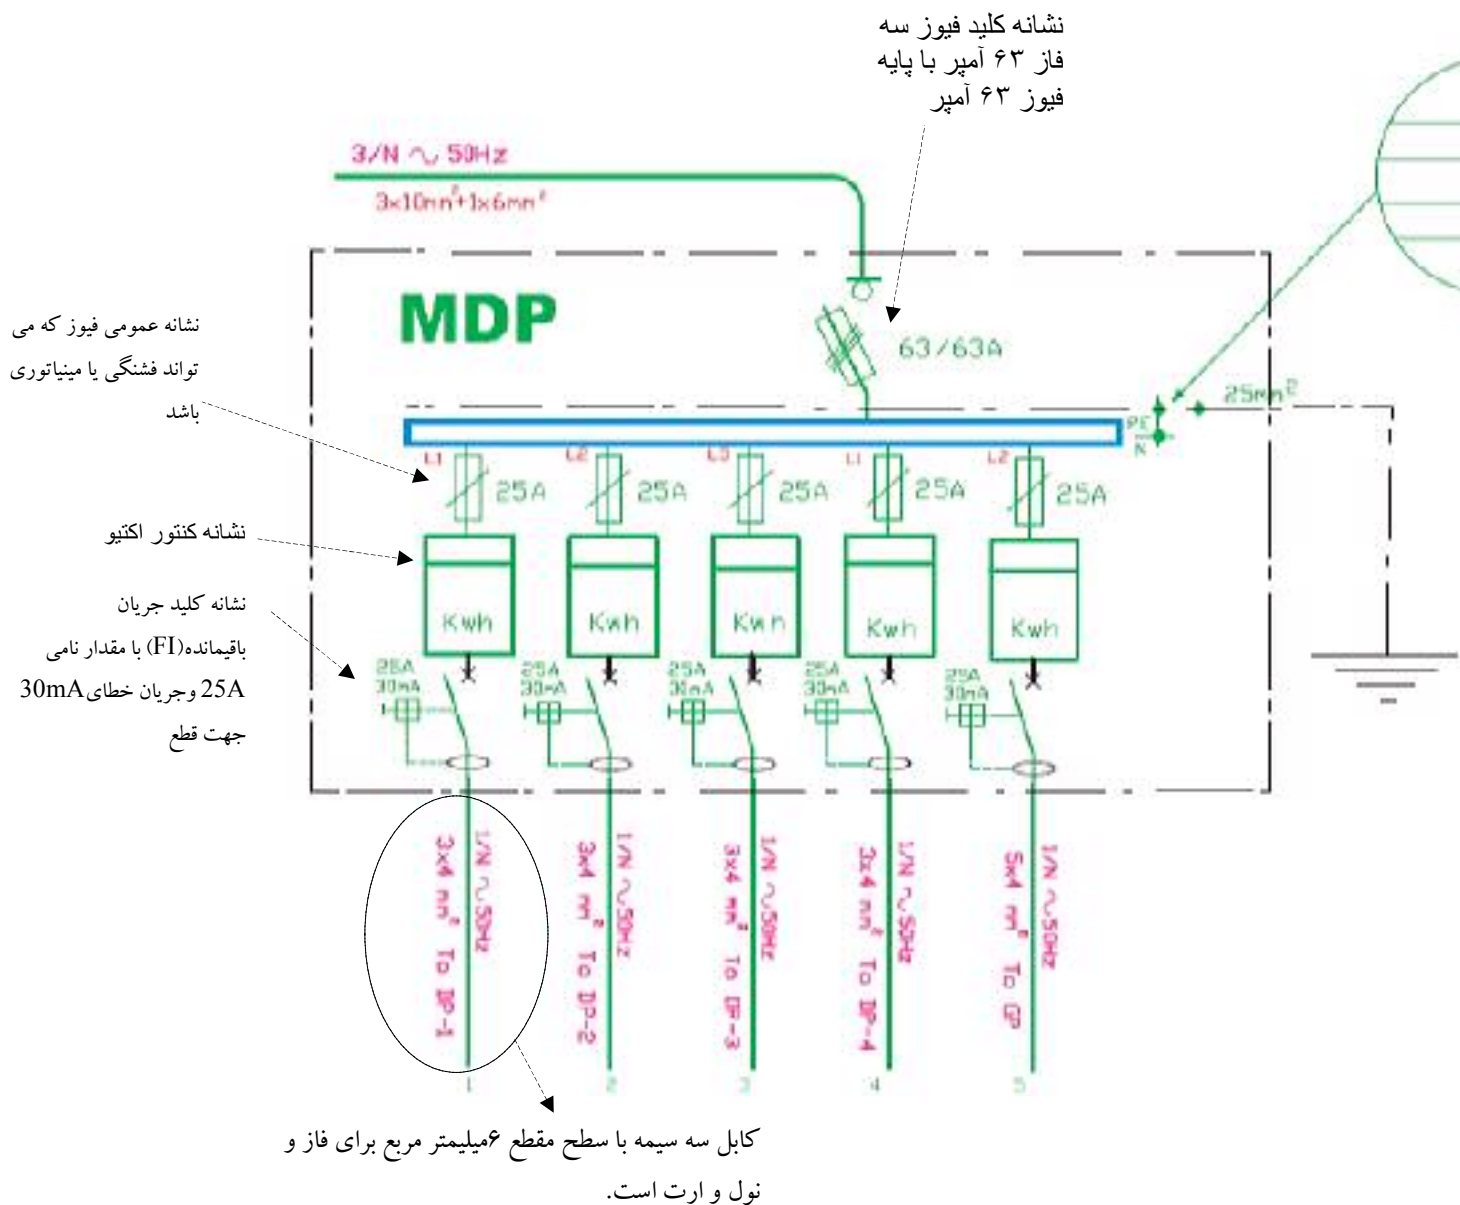 نشانه کلید فیوز سه
فاز ۶۳ آمپر با پایه
فیوز ۶۳ آمپر
3/N ∿ 50Hz
3x10mm²+1x6mm²
MDP
63/63A
25mm²
PE
N
نشانه عمومی فیوز که می
تواند فشنگی یا مینیاتوری
باشد
L1
L2
L3
L1
L2
25A
25A
25A
25A
25A
نشانه کنتور اکتیو
Kwh
Kwh
Kwh
Kwh
Kwh
نشانه کلید جریان
باقیمانده(FI) با مقدار نامی
25A وجریان خطای30mA
جهت قطع
25A
30mA
25A
30mA
25A
30mA
25A
30mA
25A
30mA
1/N ∿ 50Hz
3x4 mm² To DP-1
1/N ∿ 50Hz
3x4 mm² To DP-2
1/N ∿ 50Hz
3x4 mm² To DP-3
1/N ∿ 50Hz
3x4 mm² To DP-4
1/N ∿ 50Hz
5x4 mm² To GP
1
2
3
4
5
کابل سه سیمه با سطح مقطع ۶میلیمتر مربع برای فاز و
نول و ارت است.